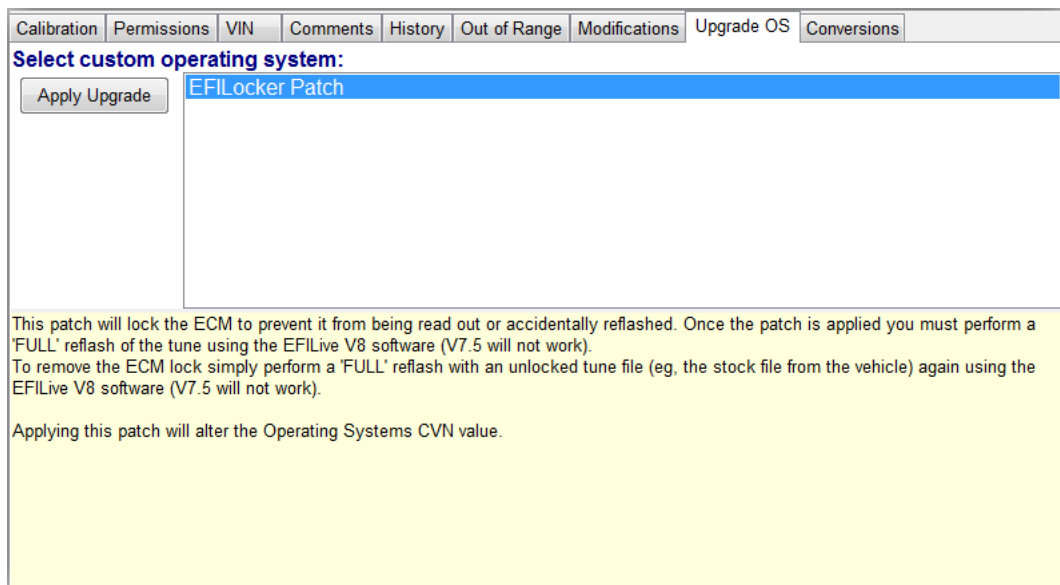 Calibration Permissions VIN Comments History Out of Range Modifications Upgrade OS Conversions
Select custom operating system:
Apply Upgrade
EFILocker Patch
This patch will lock the ECM to prevent it from being read out or accidentally reflashed. Once the patch is applied you must perform a
'FULL' reflash of the tune using the EFILive V8 software (V7.5 will not work).
To remove the ECM lock simply perform a 'FULL' reflash with an unlocked tune file (eg, the stock file from the vehicle) again using the
EFILive V8 software (V7.5 will not work).
Applying this patch will alter the Operating Systems CVN value.